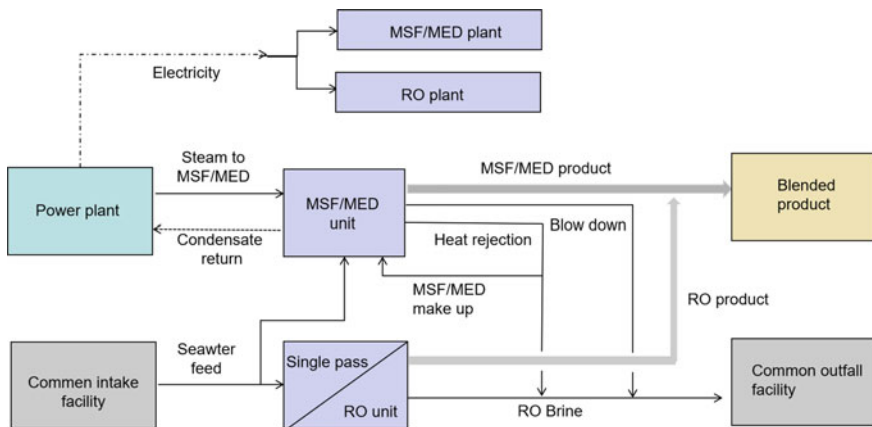 MSF/MED plant
Electricity
RO plant
Steam to
MSF/MED
MSF/MED product
Power plant
MSF/MED
unit
Blended
product
Condensate
return
Heat rejection
Blow down
MSF/MED
make up
RO product
Seawter
feed
Commen intake
facility
Single pass
RO unit
RO Brine
Common outfall
facility